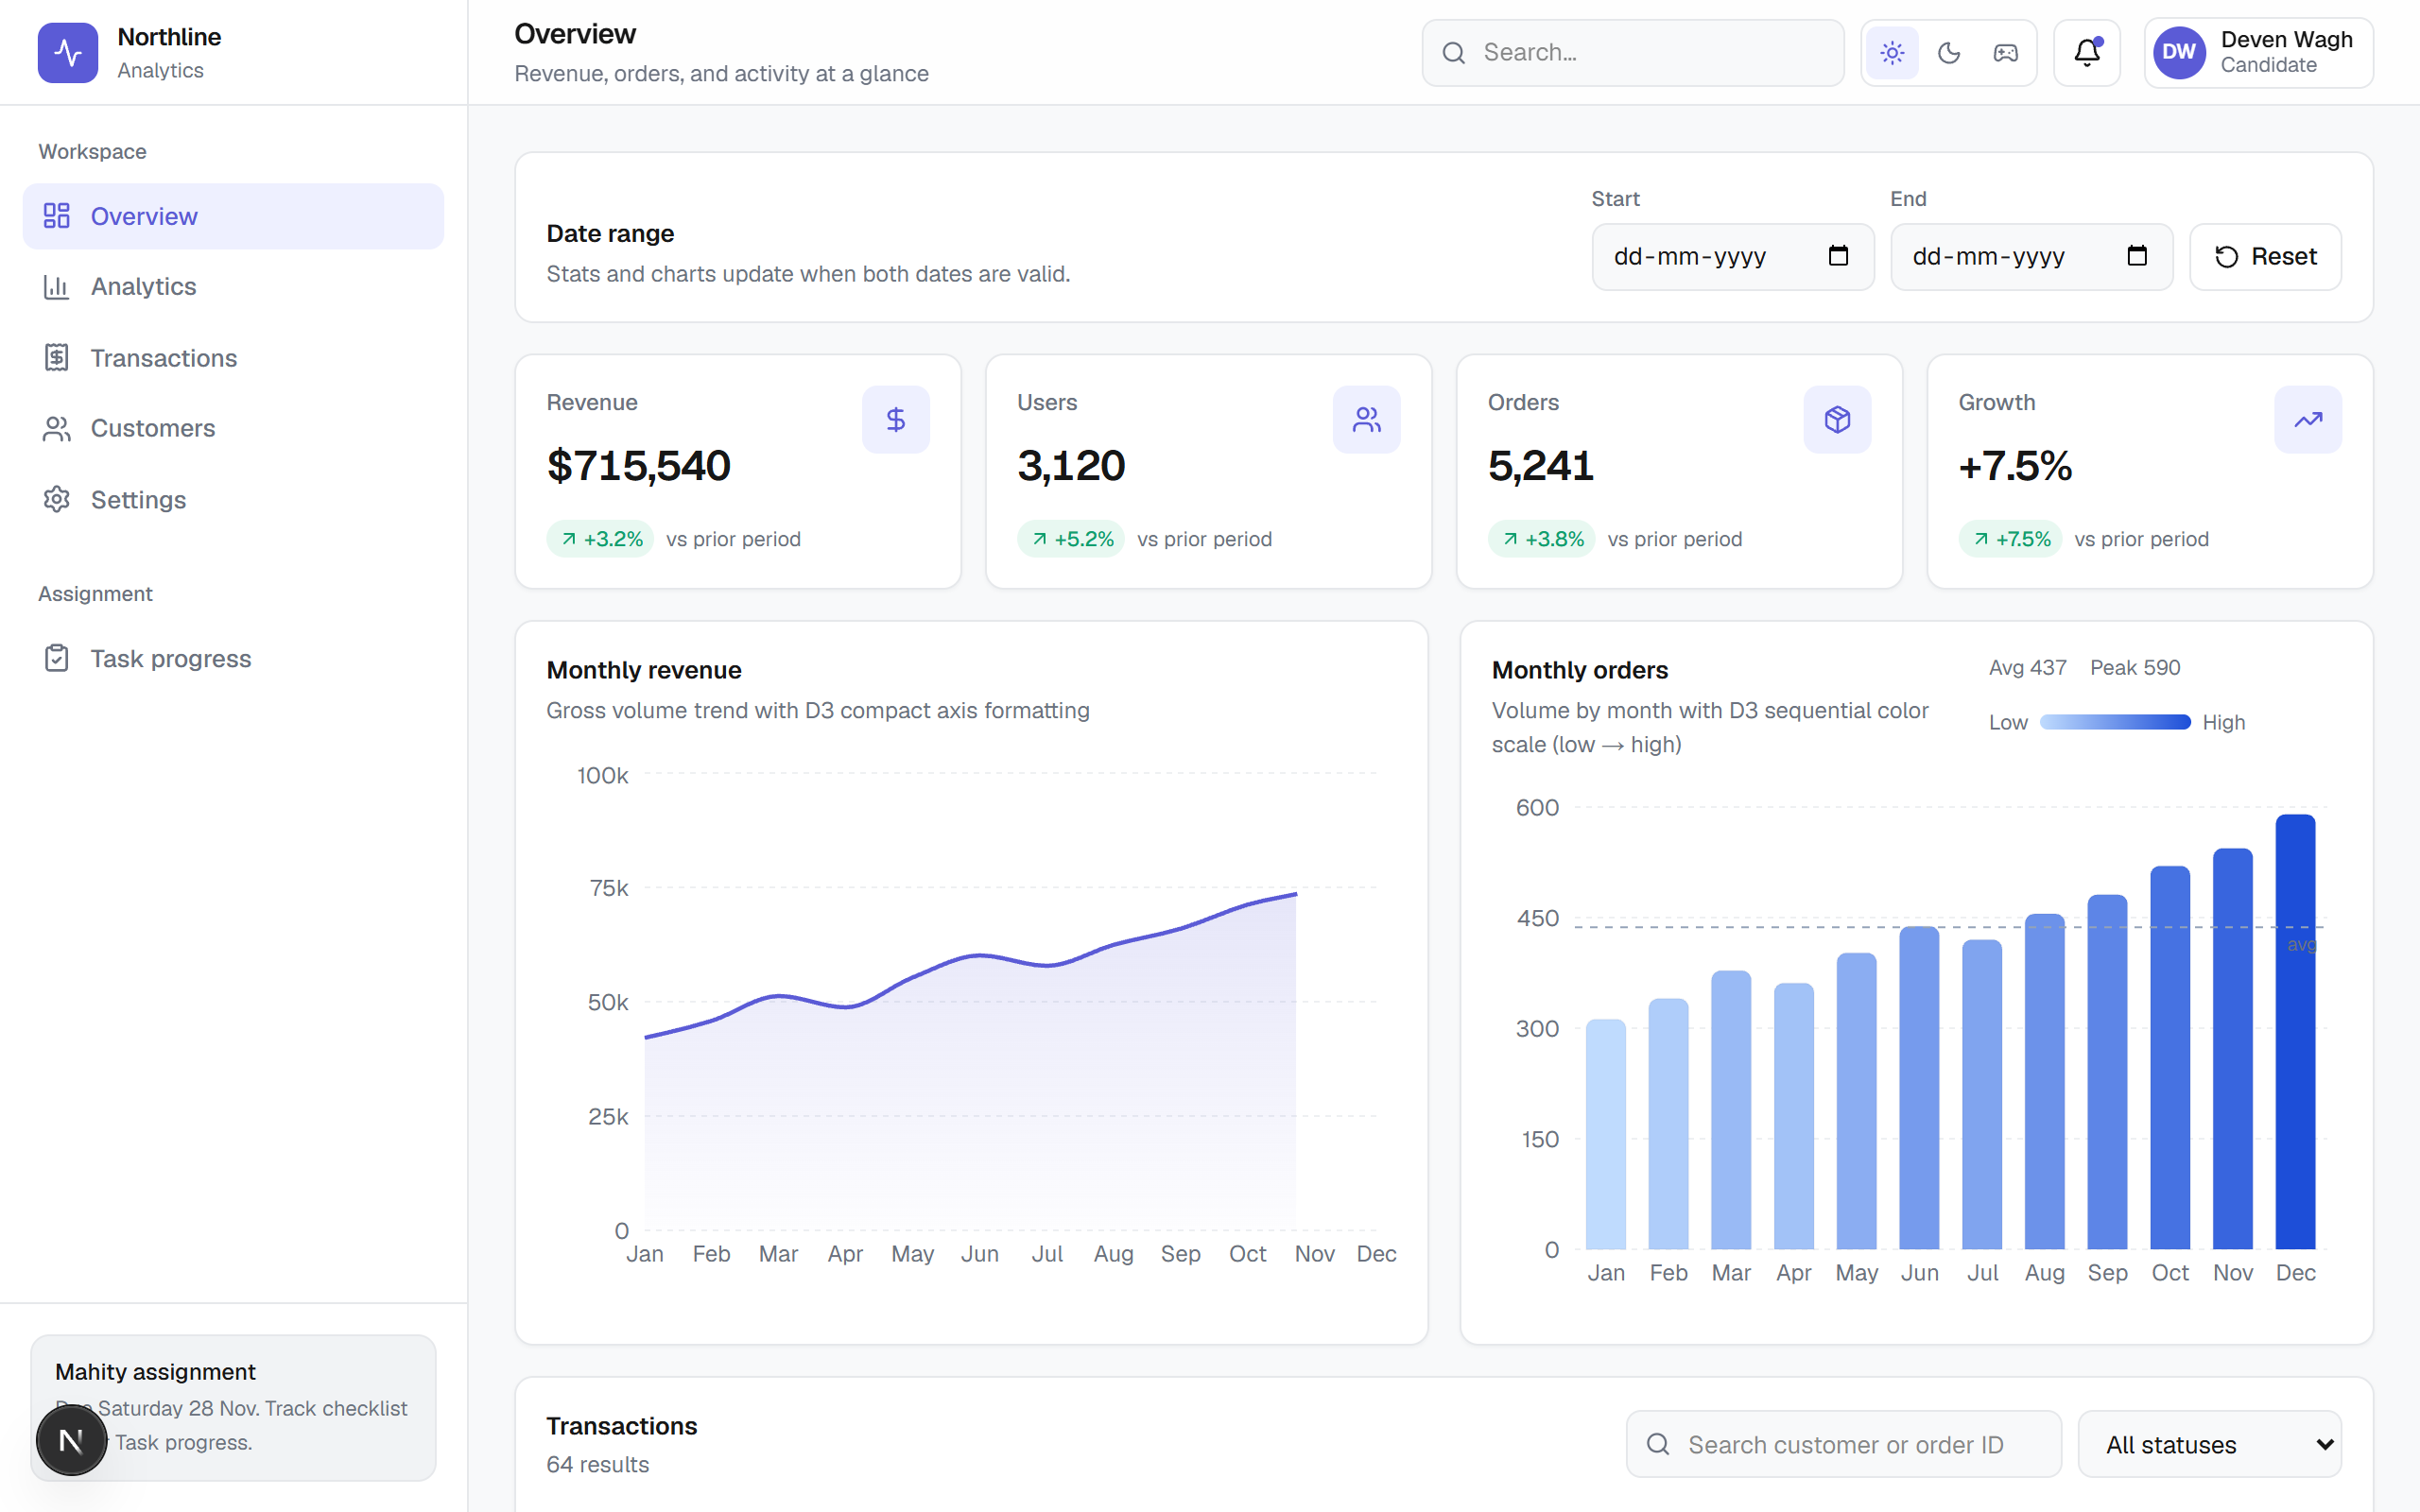 Northline
Analytics
Overview
Revenue, orders, and activity at a glance
Search...
DW
Deven Wagh
Candidate
Workspace
Overview
Analytics
Transactions
Customers
Settings
Assignment
Task progress
Mahity assignment
Saturday 28 Nov. Track checklist
Task progress.
N
Date range
Stats and charts update when both dates are valid.
Start
dd-mm-yyyy
End
dd-mm-yyyy
Reset
Revenue
$715,540
+3.2% vs prior period
Users
3,120
+5.2% vs prior period
Orders
5,241
+3.8% vs prior period
Growth
+7.5%
+7.5% vs prior period
Monthly revenue
Gross volume trend with D3 compact axis formatting
100k
75k
50k
25k
0
Jan Feb Mar Apr May Jun Jul Aug Sep Oct Nov Dec
Monthly orders
Volume by month with D3 sequential color
scale (low → high)
Avg 437 Peak 590
Low High
600
450
avg
300
150
0
Jan Feb Mar Apr May Jun Jul Aug Sep Oct Nov Dec
Transactions
64 results
Search customer or order ID
All statuses